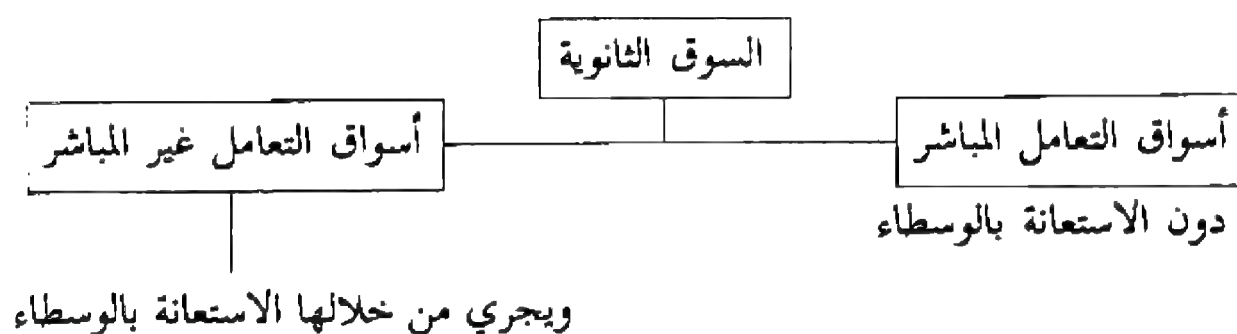 السوق الثانوية
أسواق التعامل المباشر
أسواق التعامل غير المباشر
دون الاستعانة بالوسطاء
ويجري من خلالها الاستعانة بالوسطاء